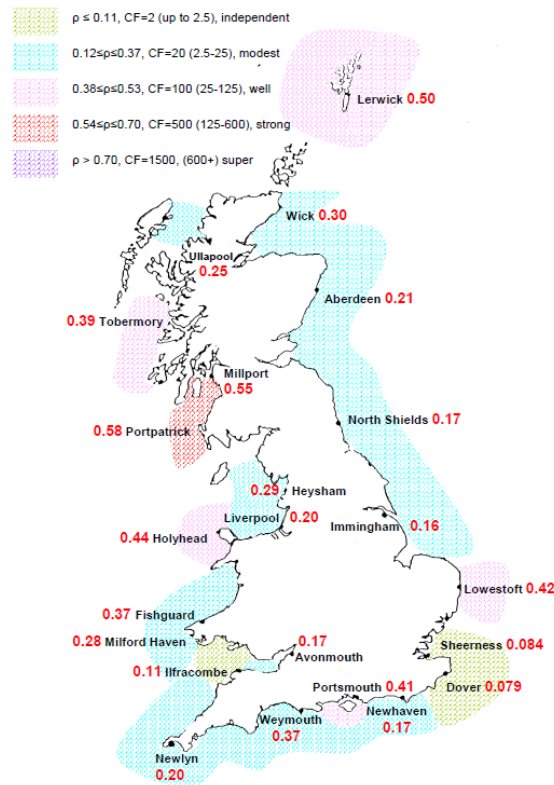 ρ ≤ 0.11, CF=2 (up to 2.5), independent
0.12≤ρ≤0.37, CF=20 (2.5-25), modest
0.38≤ρ≤0.53, CF=100 (25-125), well
0.54≤ρ≤0.70, CF=500 (125-600), strong
ρ > 0.70, CF=1500, (600+) super
Lerwick 0.50
Wick 0.30
Ullapool
0.25
Aberdeen 0.21
0.39 Tobermory
Millport
0.55
0.58 Portpatrick
North Shields 0.17
0.29 Heysham
Liverpool 0.20
Immingham 0.16
0.44 Holyhead
Lowestoft 0.42
0.37 Fishguard
0.28 Milford Haven
0.17
Avonmouth
0.11 Ilfracombe
Sheerness 0.084
Dover 0.079
Portsmouth 0.41
Weymouth
0.37
Newhaven
0.17
Newlyn
0.20